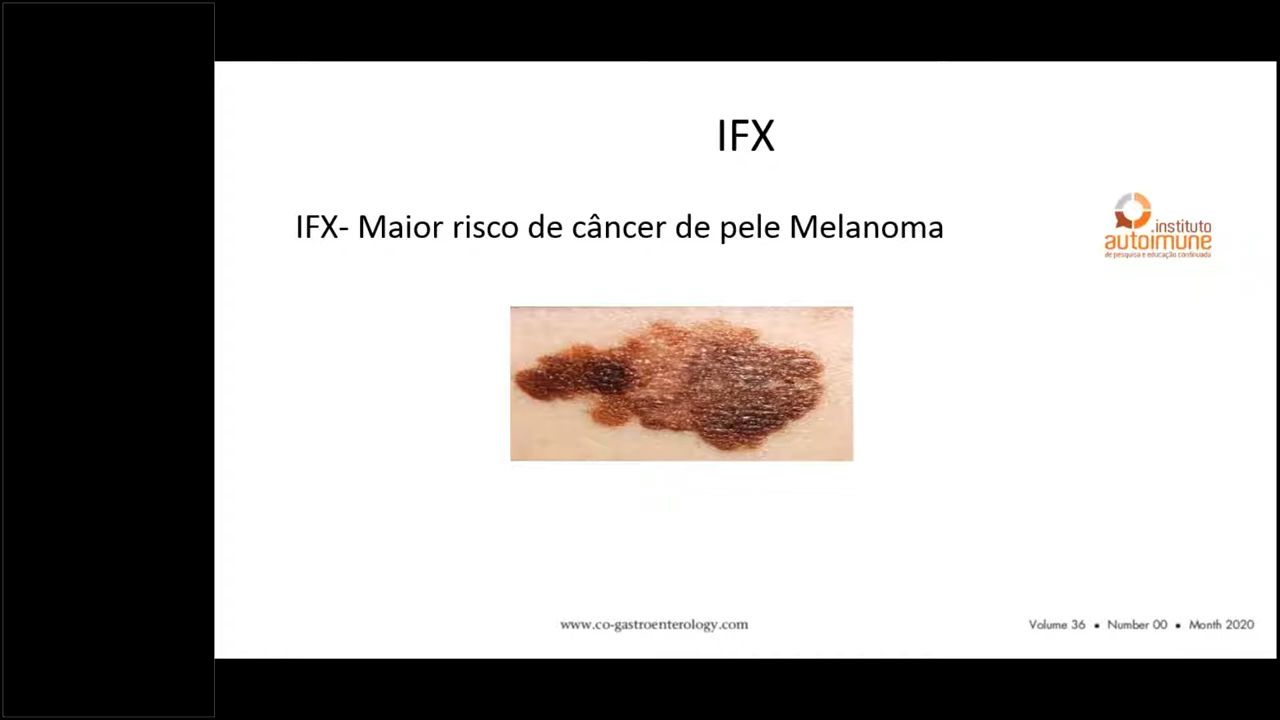 IFX
IFX- Maior risco de câncer de pele Melanoma
.instituto
autoimune
de pesquisa e educação continuada
www.co-gastroenterology.com
Volume 36 • Number 00 • Month 2020